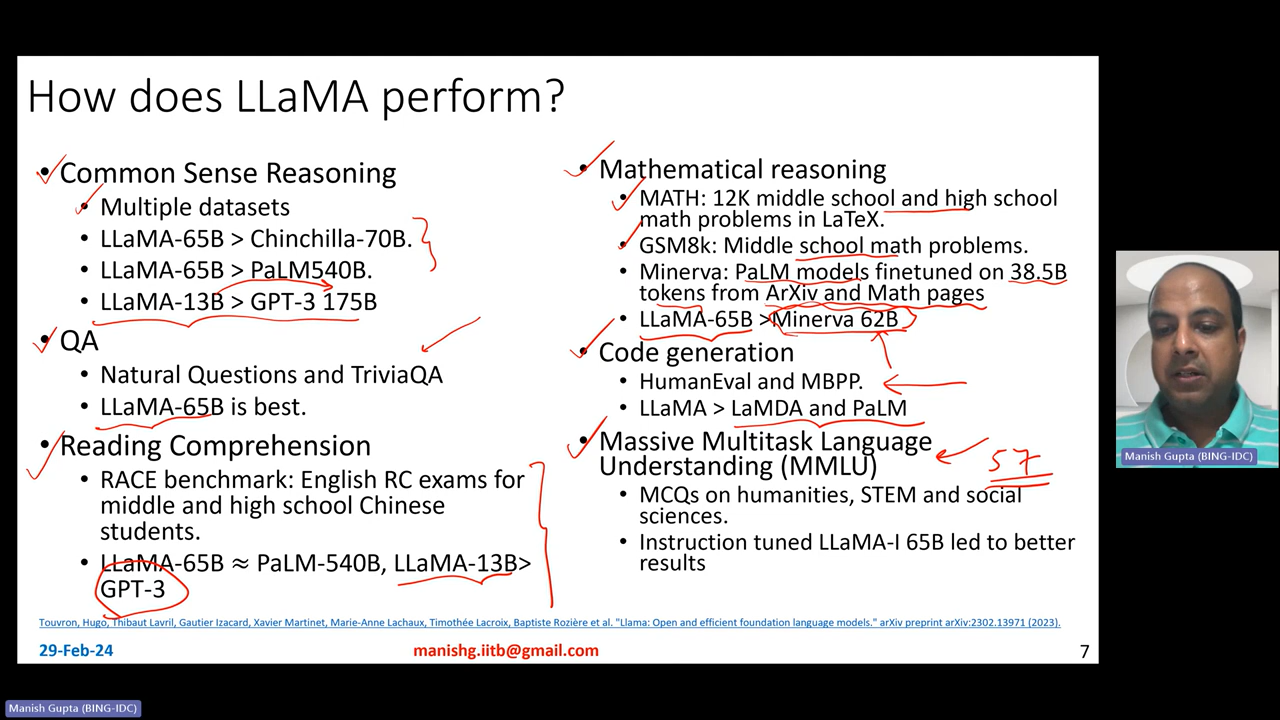 How does LLaMA perform?
• Common Sense Reasoning
• Multiple datasets
• LLaMA-65B > Chinchilla-70B.
• LLaMA-65B > PaLM540B.
• LLaMA-13B > GPT-3 175B
• QA
• Natural Questions and TriviaQA
• LLaMA-65B is best.
• Reading Comprehension
• RACE benchmark: English RC exams for
middle and high school Chinese
students.
• LLaMA-65B ≈ PaLM-540B, LLaMA-13B>
GPT-3
• Mathematical reasoning
• MATH: 12K middle school and high school
math problems in LaTeX.
• GSM8k: Middle school math problems.
• Minerva: PaLM models finetuned on 38.5B
tokens from ArXiv and Math pages
• LLaMA-65B >Minerva 62B
• Code generation
• HumanEval and MBPP.
• LLaMA > LaMDA and PaLM
• Massive Multitask Language
Understanding (MMLU)
57
• MCQs on humanities, STEM and social
sciences.
• Instruction tuned LLaMA-I 65B led to better
results
Touvron, Hugo, Thibaut Lavril, Gautier Izacard, Xavier Martinet, Marie-Anne Lachaux, Timothée Lacroix, Baptiste Rozière et al. "Llama: Open and efficient foundation language models." arXiv preprint arXiv:2302.13971 (2023).
29-Feb-24
manishg.iitb@gmail.com
7
Manish Gupta (BING-IDC)
Manish Gupta (BING-IDC)